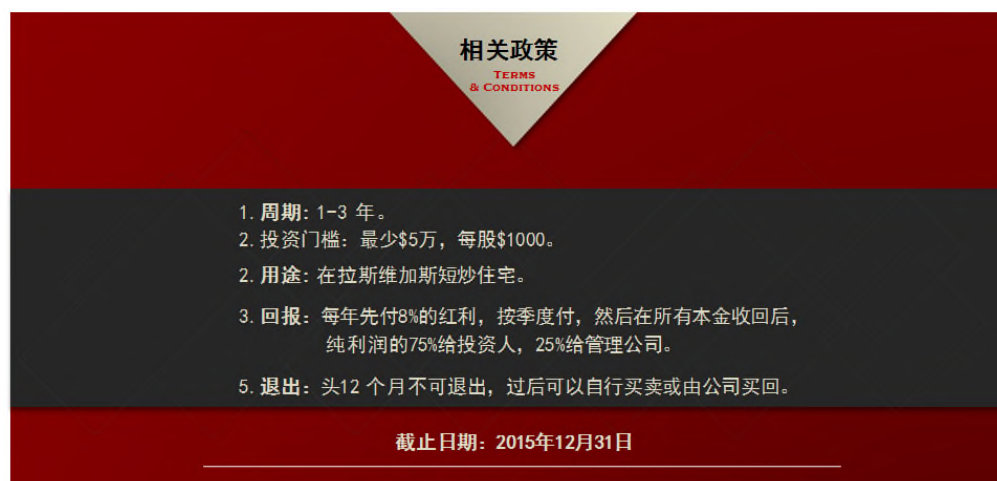 相关政策
TERMS
& CONDITIONS
1. 周期: 1-3 年。
2. 投资门槛: 最少$5万, 每股$1000。
2. 用途: 在拉斯维加斯短炒住宅。
3. 回报: 每年先付8%的红利, 按季度付, 然后在所有本金收回后,
纯利润的75%给投资人, 25%给管理公司。
5. 退出: 头12 个月不可退出, 过后可以自行买卖或由公司买回。
截止日期: 2015年12月31日